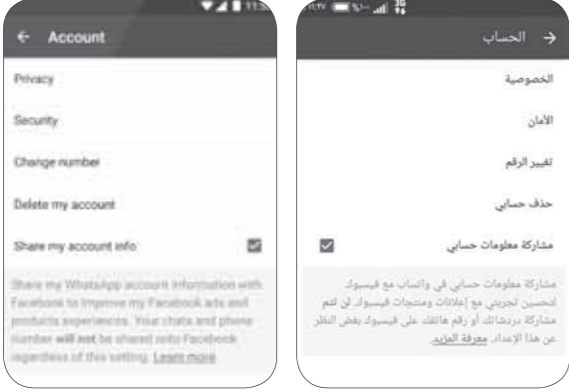 11:3
Account
Privacy
Security
Change number
Delete my account
Share my account info
Share my WhatsApp account information with
Facebook to improve my Facebook ads and
products experiences. Your chats and phone
number will not be shared onto Facebook
regardless of this setting. Learn more
3G
الحساب
الخصوصية
الأمان
تغيير الرقم
حذف حسابي
مشاركة معلومات حسابي
مشاركة معلومات حسابي في واتساب مع فيسبوك
لتحسين تجربتي مع إعلانات ومنتجات فيسبوك. لن تتم
مشاركة دردشاتك أو رقم هاتفك على فيسبوك بغض النظر
عن هذا الإعداد. معرفة المزيد.